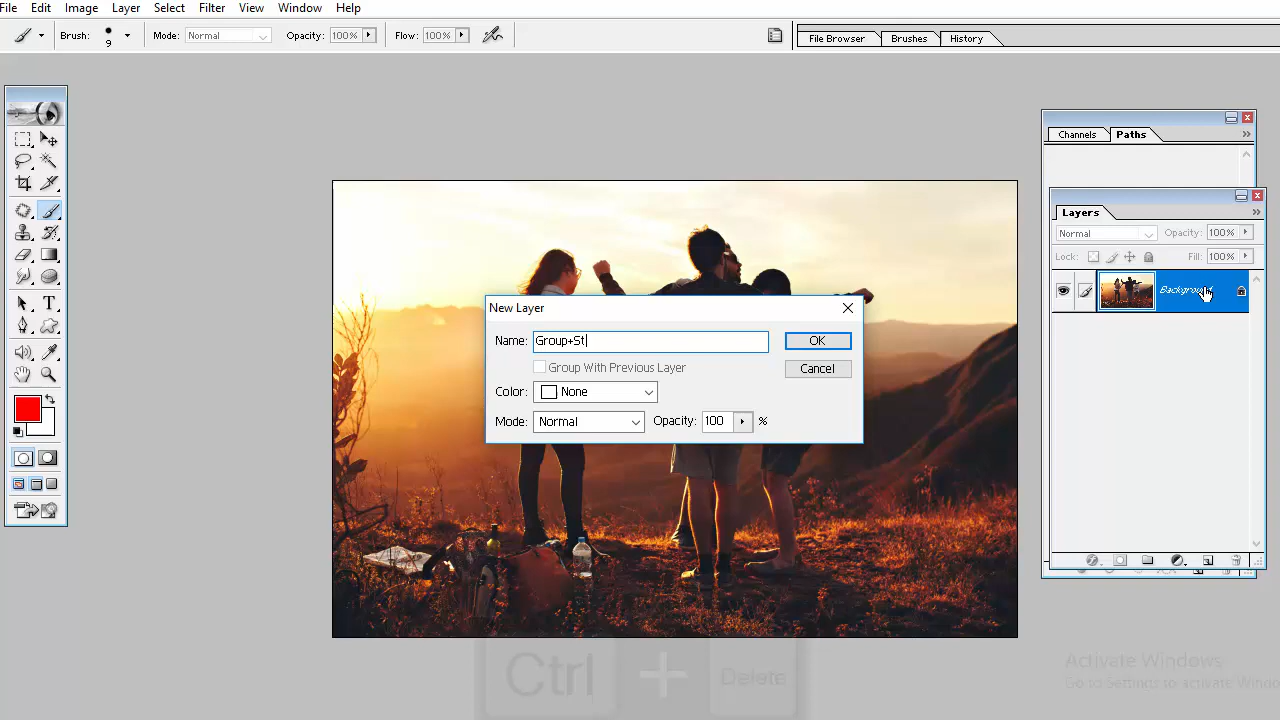 File Edit Image Layer Select Filter View Window Help
Brush: 9 Mode: Normal Opacity: 100% Flow: 100% File Browser Brushes History
Channels Paths
Layers
Normal Opacity: 100%
Lock: Fill: 100%
Background
New Layer
Name: Group+St OK
Group With Previous Layer Cancel
Color: None
Mode: Normal Opacity: 100 %
T
Ctrl + Delete
Activate Windows
Go to Settings to activate Windo